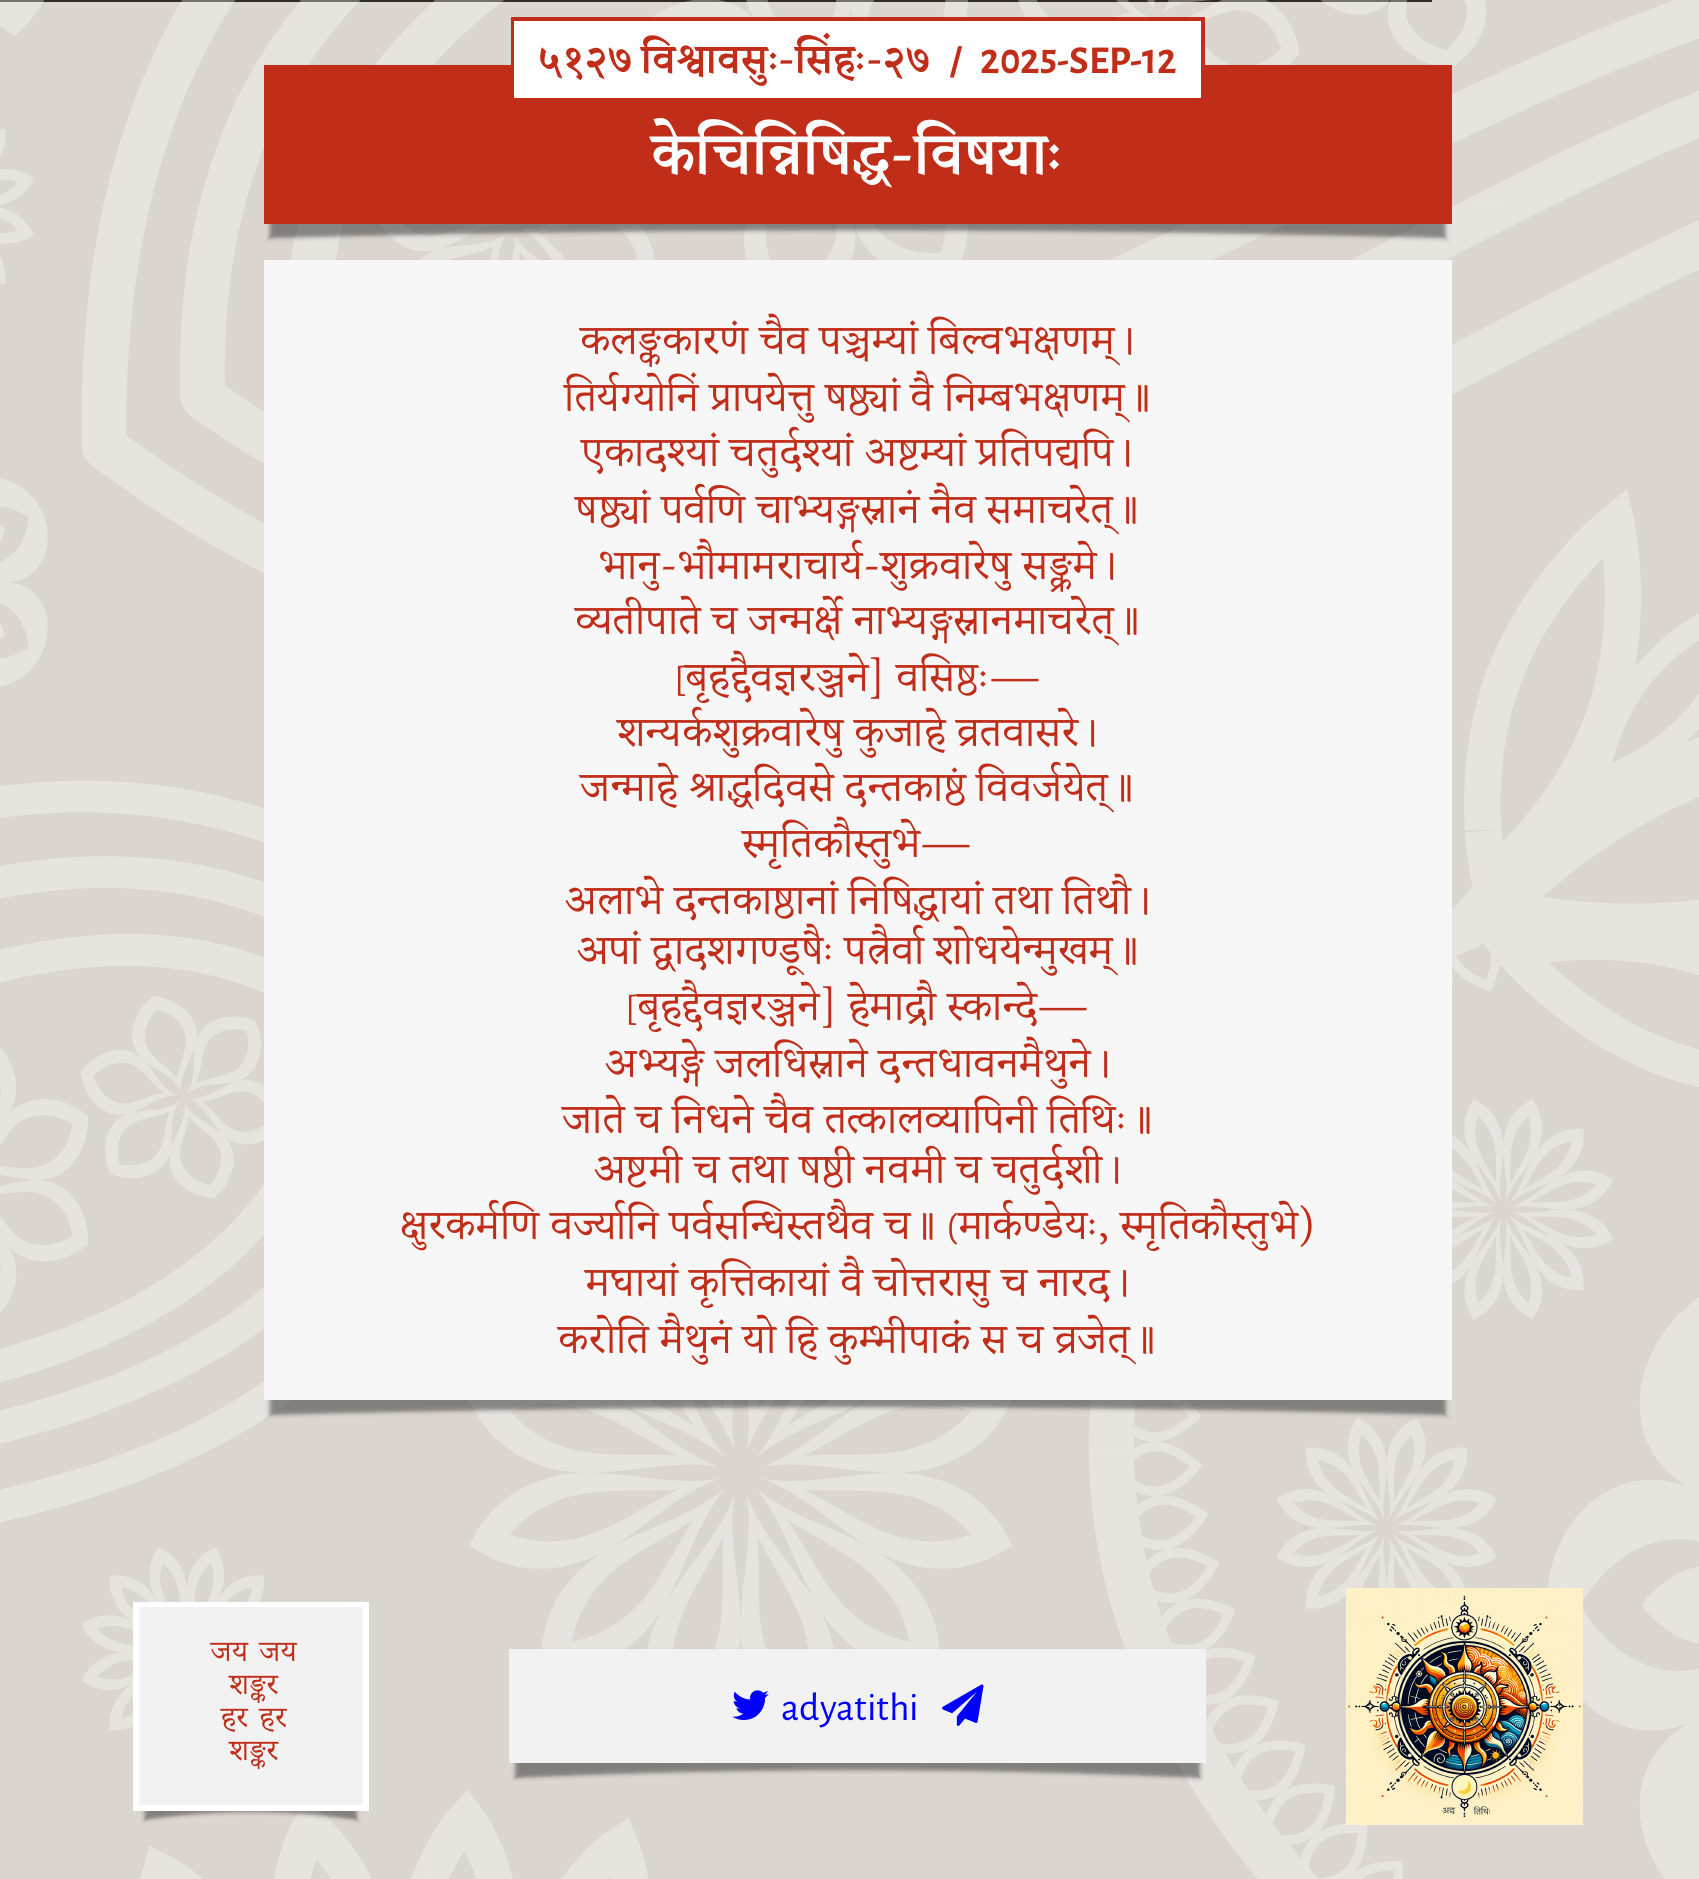 ५१२७ विश्वावसुः-सिंहः-२७ / 2025-SEP-12
केचिन्निषिद्ध-विषयाः
कलङ्ककारणं चैव पञ्चम्यां बिल्वभक्षणम्।
तिर्यग्योनिं प्रापयेत्तु षष्ठ्यां वै निम्बभक्षणम्॥
एकादश्यां चतुर्दश्यां अष्टम्यां प्रतिपद्यपि।
षष्ठ्यां पर्वणि चाभ्यङ्गस्नानं नैव समाचरेत्॥
भानु-भौमामराचार्य-शुक्रवारेषु सङ्क्रमे।
व्यतीपाते च जन्मर्क्षे नाभ्यङ्गस्नानमाचरेत्॥
[बृहद्दैवज्ञरञ्जने] वसिष्ठः—
शन्यर्कशुक्रवारेषु कुजाहे व्रतवासरे।
जन्माहे श्राद्धदिवसे दन्तकाष्ठं विवर्जयेत्॥
स्मृतिकौस्तुभे—
अलाभे दन्तकाष्ठानां निषिद्धायां तथा तिथौ।
अपां द्वादशगण्डूषैः पत्रैर्वा शोधयेन्मुखम्॥
[बृहद्दैवज्ञरञ्जने] हेमाद्रौ स्कान्दे—
अभ्यङ्गे जलधिस्नाने दन्तधावनमैथुने।
जाते च निधने चैव तत्कालव्यापिनी तिथिः॥
अष्टमी च तथा षष्ठी नवमी च चतुर्दशी।
क्षुरकर्मणि वर्ज्यानि पर्वसन्धिस्तथैव च॥ (मार्कण्डेयः, स्मृतिकौस्तुभे)
मघायां कृत्तिकायां वै चोत्तरासु च नारद।
करोति मैथुनं यो हि कुम्भीपाकं स च व्रजेत्॥
जय जय
शङ्कर
हर हर
शङ्कर
adyatithi
अद्य तिथिः